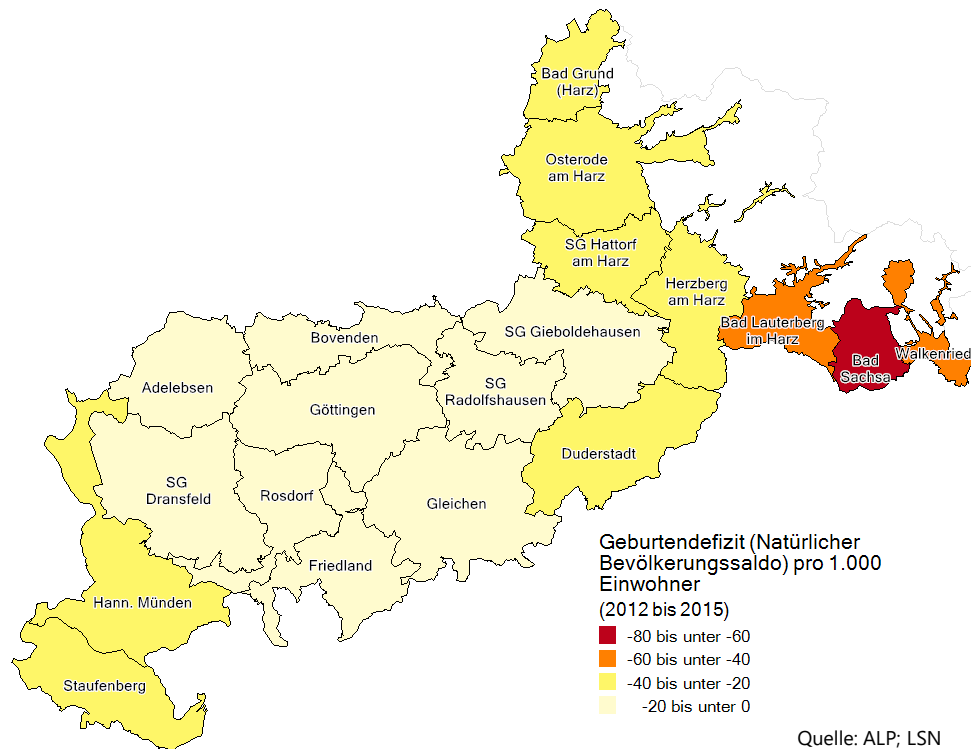 Bad Grund
(Harz)
Osterode
am Harz
SG Hattorf
am Harz
Herzberg
am Harz
SG Gieboldehausen
Bad Lauterberg
im Harz
Bovenden
Walkenried
Bad
Sachsa
Adelebsen
SG
Radolfshausen
Göttingen
Duderstadt
SG
Dransfeld
Rosdorf
Gleichen
Friedland
Hann. Münden
Staufenberg
Geburtendefizit (Natürlicher
Bevölkerungssaldo) pro 1.000
Einwohner
(2012 bis 2015)
-80 bis unter -60
-60 bis unter -40
-40 bis unter -20
-20 bis unter 0
Quelle: ALP; LSN